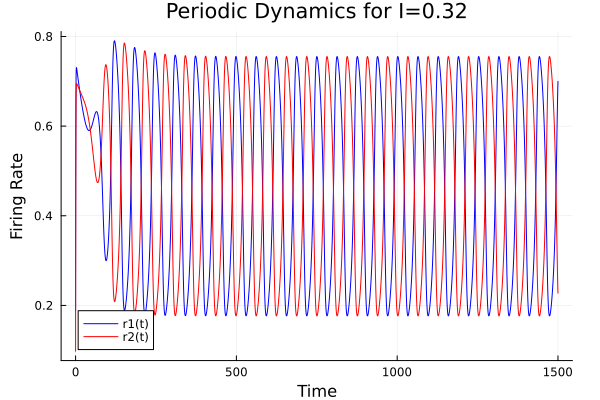 Periodic Dynamics for I=0.32
Firing Rate
0.8
0.6
0.4
0.2
r1(t)
r2(t)
0
500
1000
1500
Time